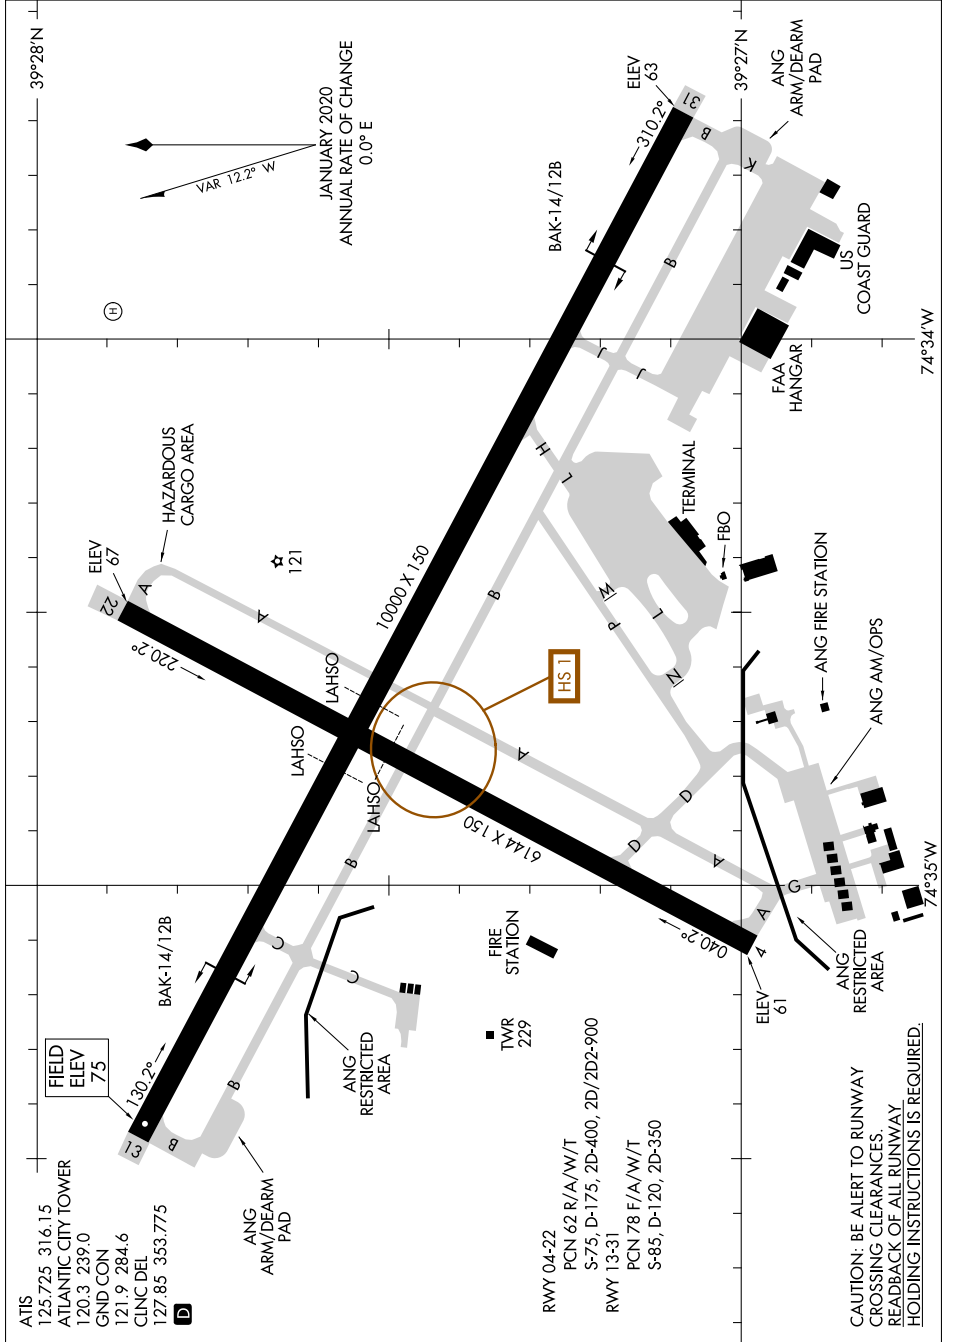 ATIS
125.725 316.15
ATLANTIC CITY TOWER
120.3 239.0
GND CON
121.9 284.6
CLNC DEL
127.85 353.775
D
FIELD
ELEV
75
13
130.2°
B
B
ANG
ARM/DEARM
PAD
BAK-14/12B
C
C
ANG
RESTRICTED
AREA
B
LAHSO
LAHSO
LAHSO
ELEV
67
22
220.2°
A
HAZARDOUS
CARGO AREA
A
121
H
VAR 12.2° W
JANUARY 2020
ANNUAL RATE OF CHANGE
0.0° E
39°28'N
10000 X 150
6144 X 150
HS 1
B
A
H
L
J
J
BAK-14/12B
B
310.2°
ELEV
63
31
B
K
39°27'N
ANG
ARM/DEARM
PAD
US
COAST GUARD
FAA
HANGAR
74°34'W
TERMINAL
FBO
M
P
L
N
D
D
A
A
G
040.2°
4
ELEV
61
ANG
RESTRICTED
AREA
ANG FIRE STATION
ANG AM/OPS
74°35'W
FIRE
STATION
TWR
229
RWY 04-22
PCN 62 R/A/W/T
S-75, D-175, 2D-400, 2D/2D2-900
RWY 13-31
PCN 78 F/A/W/T
S-85, D-120, 2D-350
CAUTION: BE ALERT TO RUNWAY
CROSSING CLEARANCES.
READBACK OF ALL RUNWAY
HOLDING INSTRUCTIONS IS REQUIRED.